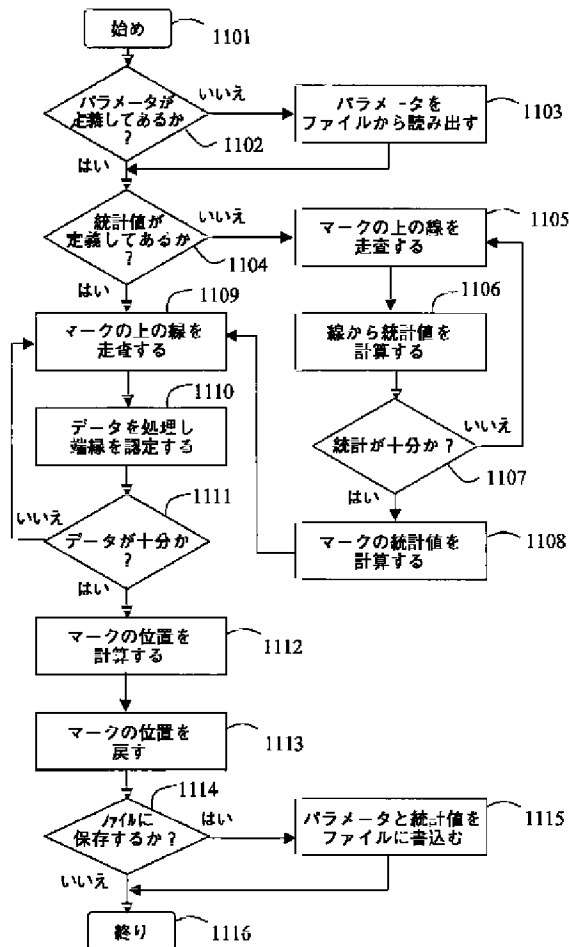 始め
1101
パラメータが
定義してあるか
?
いいえ
1102
はい
パラメータを
ファイルから読み出す
1103
統計値が
定義してあるか
?
いいえ
1104
はい
マークの上の線を
走査する
1105
1106
線から統計値を
計算する
統計が十分か?
いいえ
1107
はい
マークの統計値を
計算する
1108
1109
マークの上の線を
走査する
1110
データを処理し
端線を認定する
1111
いいえ
データが十分か
?
はい
マークの位置を
計算する
1112
マークの位置を
戻す
1113
1114
ファイルに
保存するか?
はい
パラメータと統計値を
ファイルに書込む
1115
いいえ
終り
1116